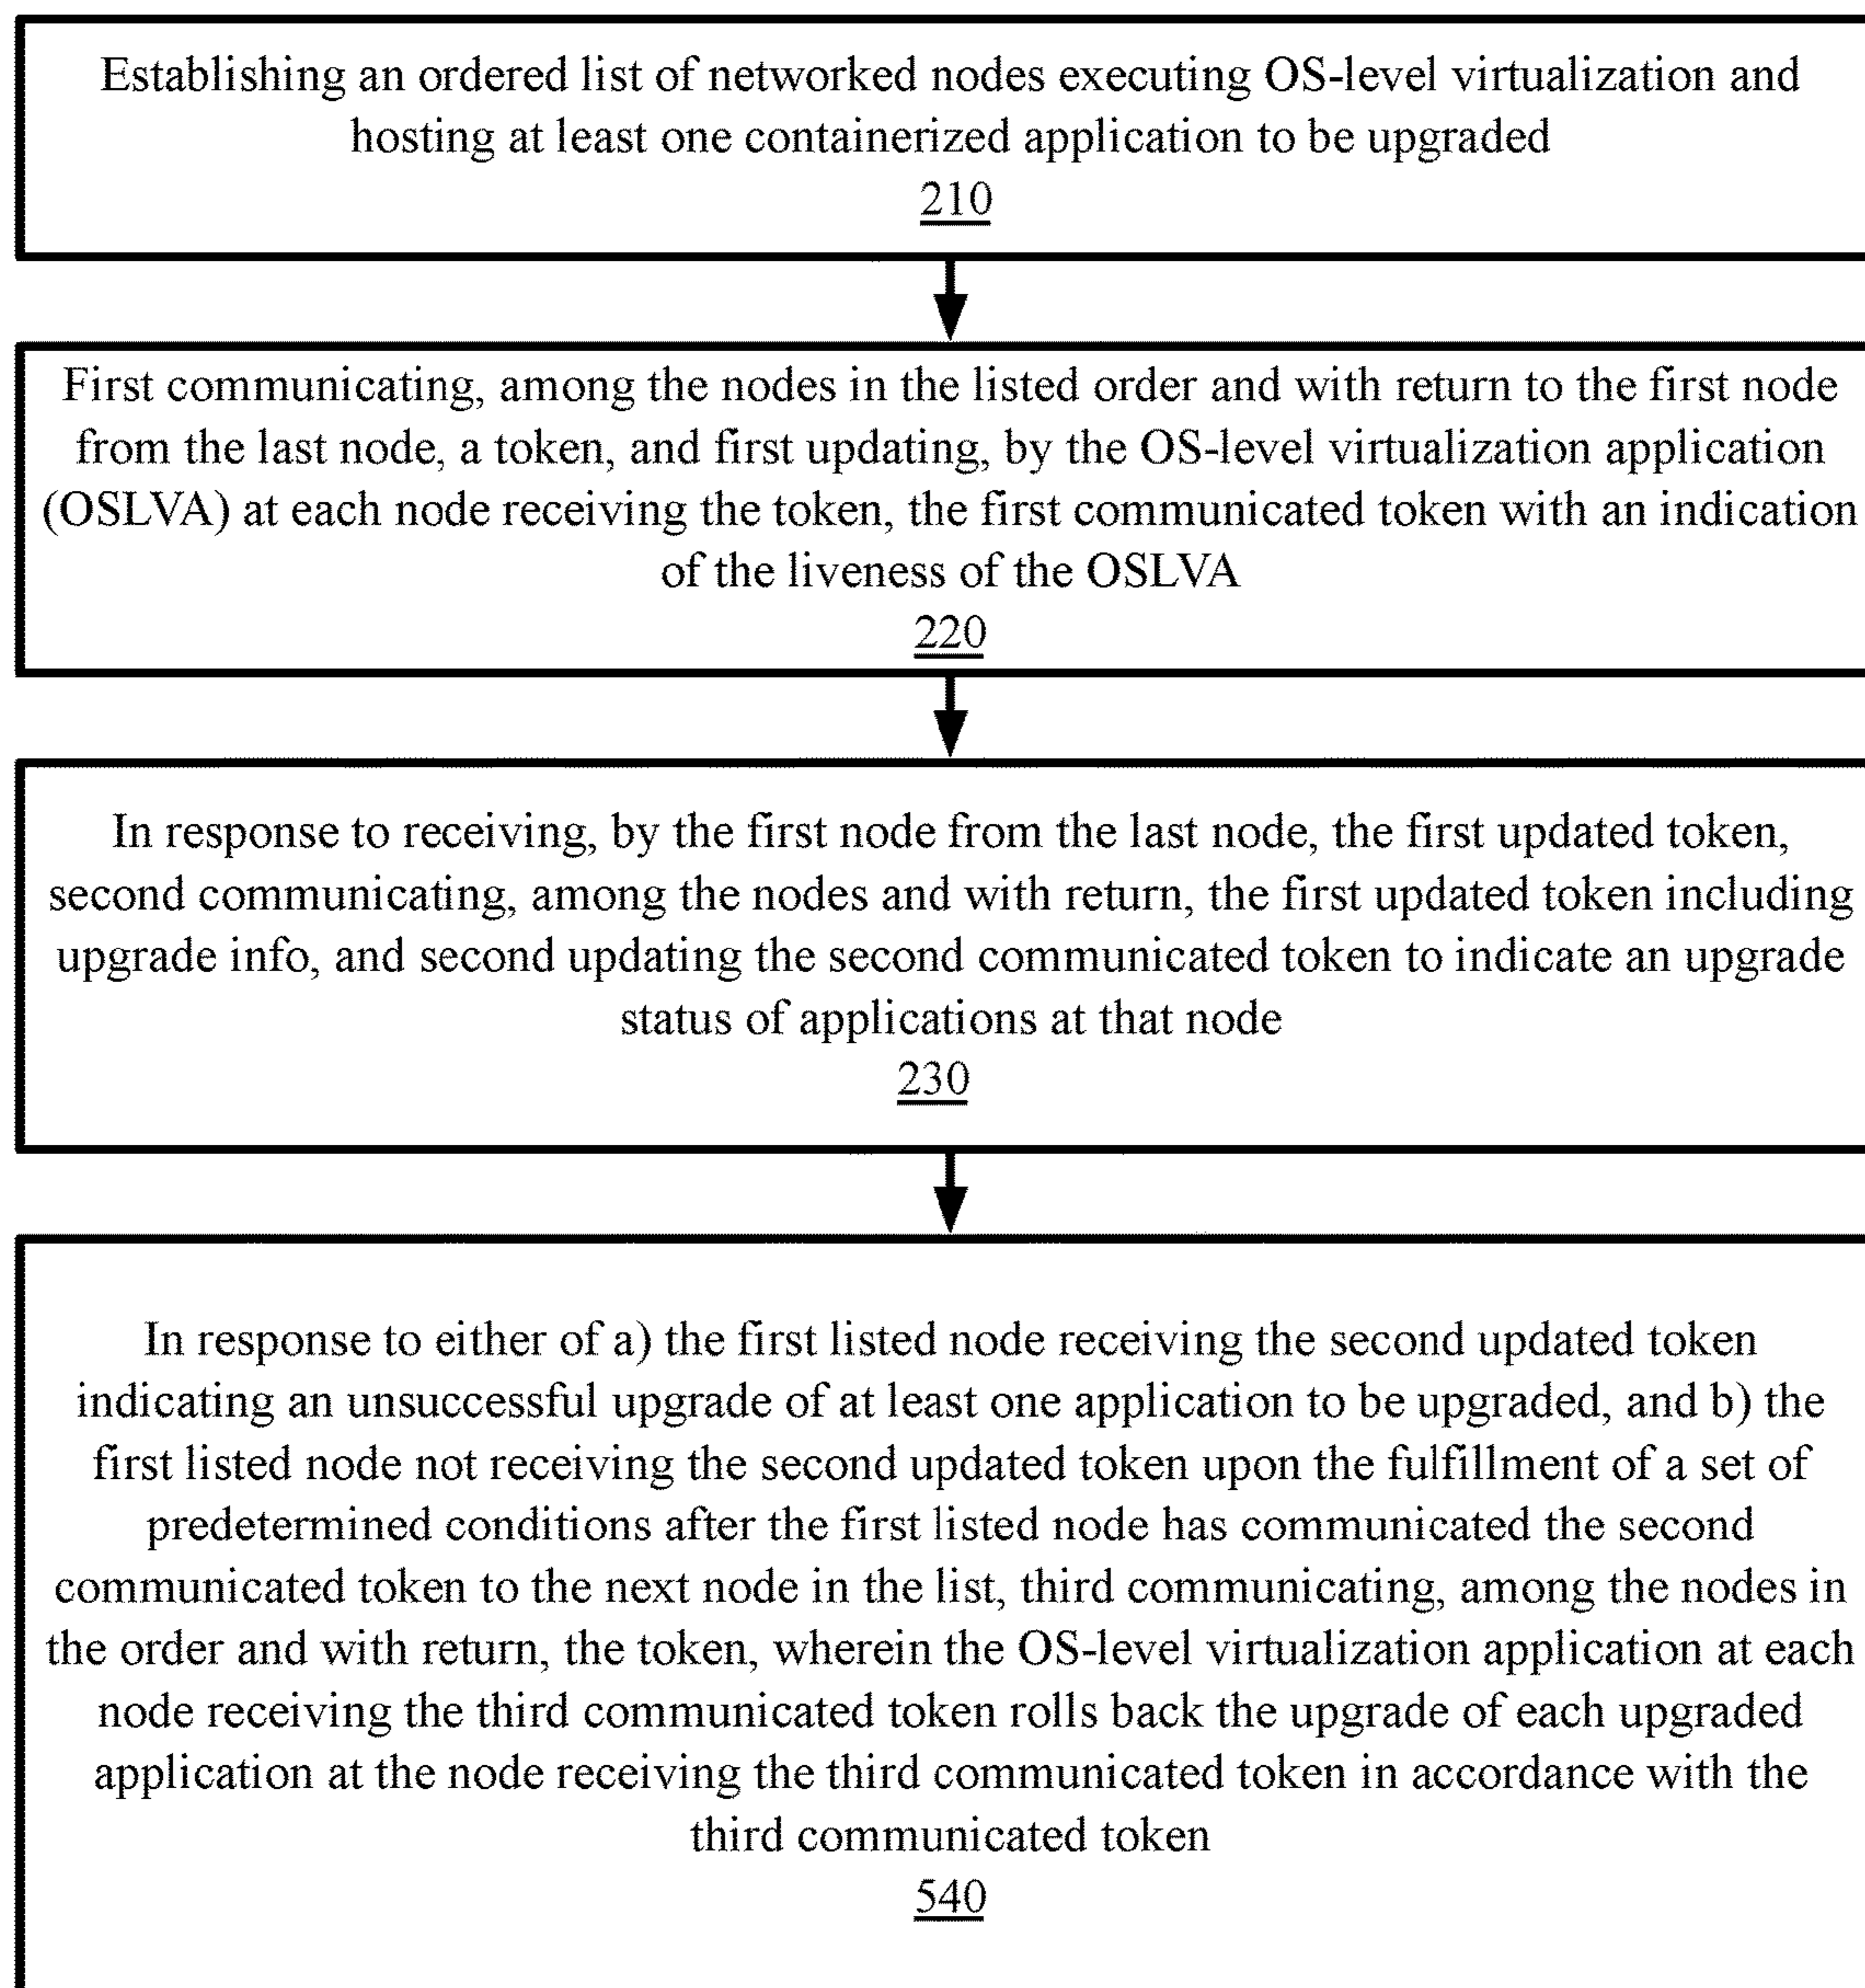 Establishing an ordered list of networked nodes executing OS-level virtualization and
hosting at least one containerized application to be upgraded
210
First communicating, among the nodes in the listed order and with return to the first node
from the last node, a token, and first updating, by the OS-level virtualization application
(OSLVA) at each node receiving the token, the first communicated token with an indication
of the liveness of the OSLVA
220
In response to receiving, by the first node from the last node, the first updated token,
second communicating, among the nodes and with return, the first updated token including
upgrade info, and second updating the second communicated token to indicate an upgrade
status of applications at that node
230
In response to either of a) the first listed node receiving the second updated token
indicating an unsuccessful upgrade of at least one application to be upgraded, and b) the
first listed node not receiving the second updated token upon the fulfillment of a set of
predetermined conditions after the first listed node has communicated the second
communicated token to the next node in the list, third communicating, among the nodes in
the order and with return, the token, wherein the OS-level virtualization application at each
node receiving the third communicated token rolls back the upgrade of each upgraded
application at the node receiving the third communicated token in accordance with the
third communicated token
540